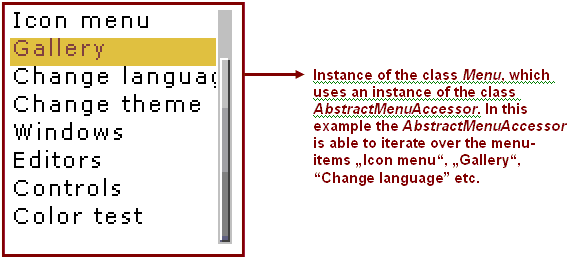 Icon menu
Gallery
Change languag
Change theme
Windows
Editors
Controls
Color test
Instance of the class Menu, which
uses an instance of the class
AbstractMenuAccessor. In this
example the AbstractMenuAccessor
is able to iterate over the menu-
items „Icon menu“, „Gallery“,
“Change language” etc.